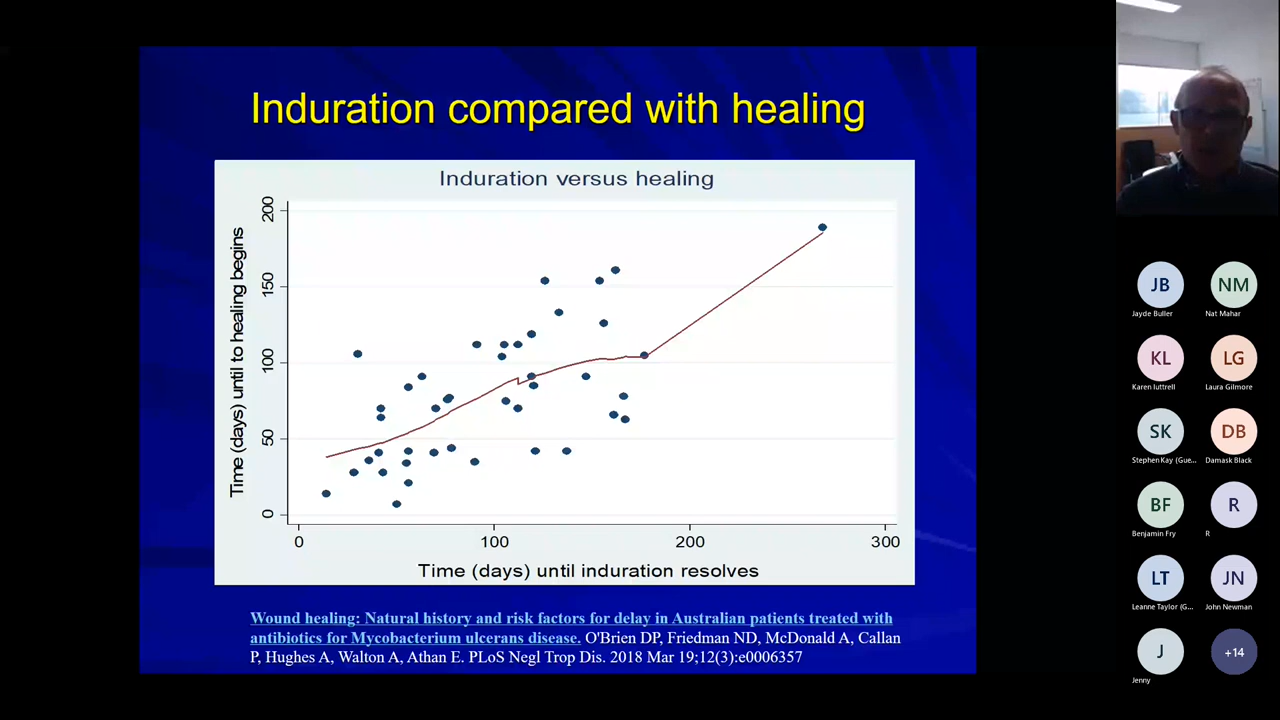 Induration compared with healing
Induration versus healing
Time (days) until to healing begins
200
150
100
50
0
0 100 200 300
Time (days) until induration resolves
Wound healing: Natural history and risk factors for delay in Australian patients treated with
antibiotics for Mycobacterium ulcerans disease. O'Brien DP, Friedman ND, McDonald A, Callan
P, Hughes A, Walton A, Athan E. PLoS Negl Trop Dis. 2018 Mar 19;12(3):e0006357
JB NM
Jayde Buller Nat Mahar
KL LG
Karen luttrell Laura Gilmore
SK DB
Stephen Kay (Gue... Damask Black
BF R
Benjamin Fry R
LT JN
Leanne Taylor (G... John Newman
J +14
Jenny